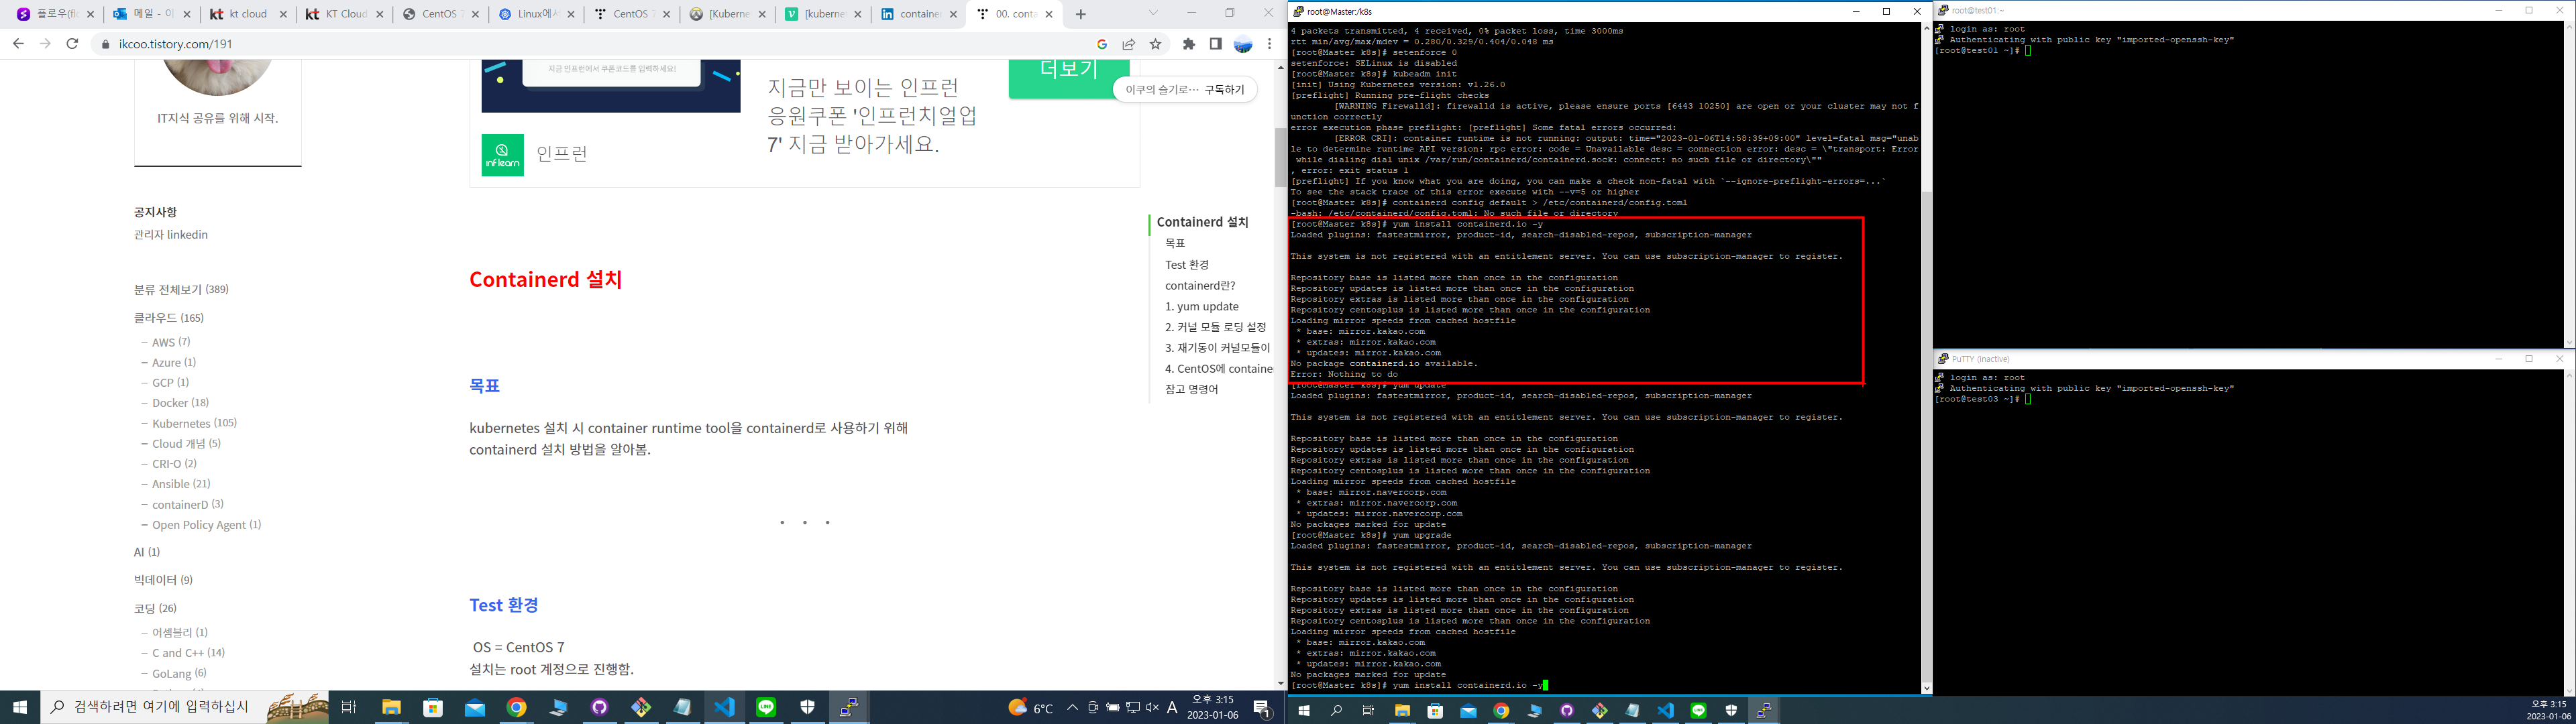 플로우(flo
메일 - 이
kt cloud
KT Cloud
CentOS 7
Linux에서
CentOS 7
[Kuberne
[kubernet
containe
00. conta
ikcoo.tistory.com/191
IT지식 공유를 위해 시작.
지금 인프런에서 쿠폰코드를 입력하세요!
inflearn
인프런
지금만 보이는 인프런
응원쿠폰 '인프런치얼업
7' 지금 받아가세요.
더보기
이쿠의 슬기로… 구독하기
공지사항
관리자 linkedin
분류 전체보기 (389)
클라우드 (165)
– AWS (7)
– Azure (1)
– GCP (1)
– Docker (18)
– Kubernetes (105)
– Cloud 개념 (5)
– CRI-O (2)
– Ansible (21)
– containerD (3)
– Open Policy Agent (1)
AI (1)
빅데이터 (9)
코딩 (26)
– 어셈블리 (1)
– C and C++ (14)
– GoLang (6)
Containerd 설치
목표
kubernetes 설치 시 container runtime tool을 containerd로 사용하기 위해
containerd 설치 방법을 알아봄.
Test 환경
OS = CentOS 7
설치는 root 계정으로 진행함.
Containerd 설치
목표
Test 환경
containerd란?
1. yum update
2. 커널 모듈 로딩 설정
3. 재기동이 커널모듈이
4. CentOS에 containe
참고 명령어
root@Master:/k8s
4 packets transmitted, 4 received, 0% packet loss, time 3000ms
rtt min/avg/max/mdev = 0.280/0.329/0.404/0.048 ms
[root@Master k8s]# setenforce 0
setenforce: SELinux is disabled
[root@Master k8s]# kubeadm init
[init] Using Kubernetes version: v1.26.0
[preflight] Running pre-flight checks
[WARNING Firewalld]: firewalld is active, please ensure ports [6443 10250] are open or your cluster may not f
unction correctly
error execution phase preflight: [preflight] Some fatal errors occurred:
[ERROR CRI]: container runtime is not running: output: time="2023-01-06T14:58:39+09:00" level=fatal msg="unab
le to determine runtime API version: rpc error: code = Unavailable desc = connection error: desc = \"transport: Error
while dialing dial unix /var/run/containerd/containerd.sock: connect: no such file or directory\""
, error: exit status 1
[preflight] If you know what you are doing, you can make a check non-fatal with `--ignore-preflight-errors=...`
To see the stack trace of this error execute with --v=5 or higher
[root@Master k8s]# containerd config default > /etc/containerd/config.toml
-bash: /etc/containerd/config.toml: No such file or directory
[root@Master k8s]# yum install containerd.io -y
Loaded plugins: fastestmirror, product-id, search-disabled-repos, subscription-manager
This system is not registered with an entitlement server. You can use subscription-manager to register.
Repository base is listed more than once in the configuration
Repository updates is listed more than once in the configuration
Repository extras is listed more than once in the configuration
Repository centosplus is listed more than once in the configuration
Loading mirror speeds from cached hostfile
* base: mirror.kakao.com
* extras: mirror.kakao.com
* updates: mirror.kakao.com
No package containerd.io available.
Error: Nothing to do
[root@Master k8s]# yum update
Loaded plugins: fastestmirror, product-id, search-disabled-repos, subscription-manager
This system is not registered with an entitlement server. You can use subscription-manager to register.
Repository base is listed more than once in the configuration
Repository updates is listed more than once in the configuration
Repository extras is listed more than once in the configuration
Repository centosplus is listed more than once in the configuration
Loading mirror speeds from cached hostfile
* base: mirror.navercorp.com
* extras: mirror.navercorp.com
* updates: mirror.navercorp.com
No packages marked for update
[root@Master k8s]# yum upgrade
Loaded plugins: fastestmirror, product-id, search-disabled-repos, subscription-manager
This system is not registered with an entitlement server. You can use subscription-manager to register.
Repository base is listed more than once in the configuration
Repository updates is listed more than once in the configuration
Repository extras is listed more than once in the configuration
Repository centosplus is listed more than once in the configuration
Loading mirror speeds from cached hostfile
* base: mirror.kakao.com
* extras: mirror.kakao.com
* updates: mirror.kakao.com
No packages marked for update
[root@Master k8s]# yum install containerd.io -y
root@test01:~
login as: root
Authenticating with public key "imported-openssh-key"
[root@test01 ~]#
PuTTY (inactive)
login as: root
Authenticating with public key "imported-openssh-key"
[root@test03 ~]#
검색하려면 여기에 입력하십시
6°C
A
오후 3:15
2023-01-06
1
오후 3:15
2023-01-06